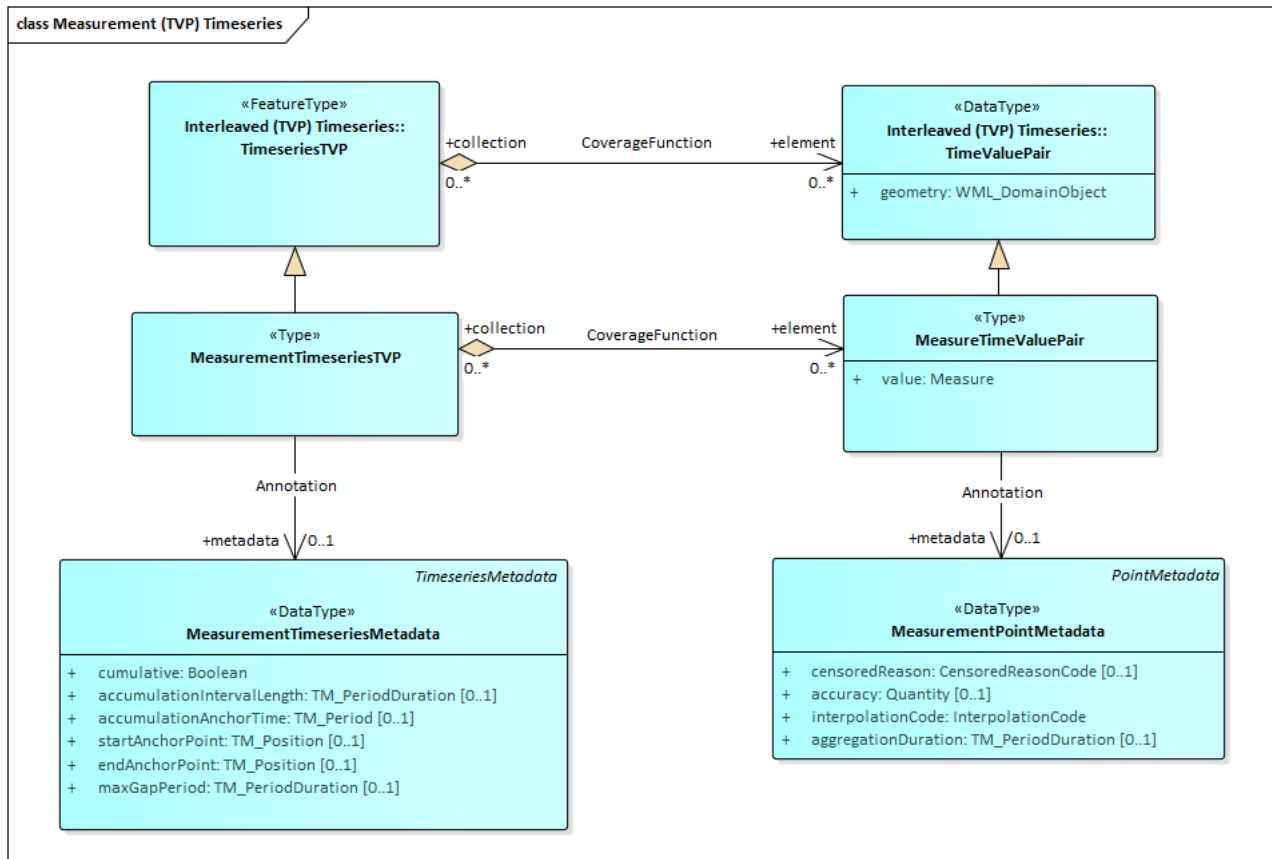 class Measurement (TVP) Timeseries
«FeatureType»
Interleaved (TVP) Timeseries::
TimeseriesTVP
+collection
CoverageFunction
+element
0..*
0..*
«DataType»
Interleaved (TVP) Timeseries::
TimeValuePair
+ geometry: WML_DomainObject
«Type»
MeasurementTimeseriesTVP
+collection
CoverageFunction
+element
0..*
0..*
«Type»
MeasureTimeValuePair
+ value: Measure
Annotation
+metadata
0..1
Annotation
+metadata
0..1
TimeseriesMetadata
«DataType»
MeasurementTimeseriesMetadata
+ cumulative: Boolean
+ accumulationIntervalLength: TM_PeriodDuration [0..1]
+ accumulationAnchorTime: TM_Period [0..1]
+ startAnchorPoint: TM_Position [0..1]
+ endAnchorPoint: TM_Position [0..1]
+ maxGapPeriod: TM_PeriodDuration [0..1]
PointMetadata
«DataType»
MeasurementPointMetadata
+ censoredReason: CensoredReasonCode [0..1]
+ accuracy: Quantity [0..1]
+ interpolationCode: InterpolationCode
+ aggregationDuration: TM_PeriodDuration [0..1]